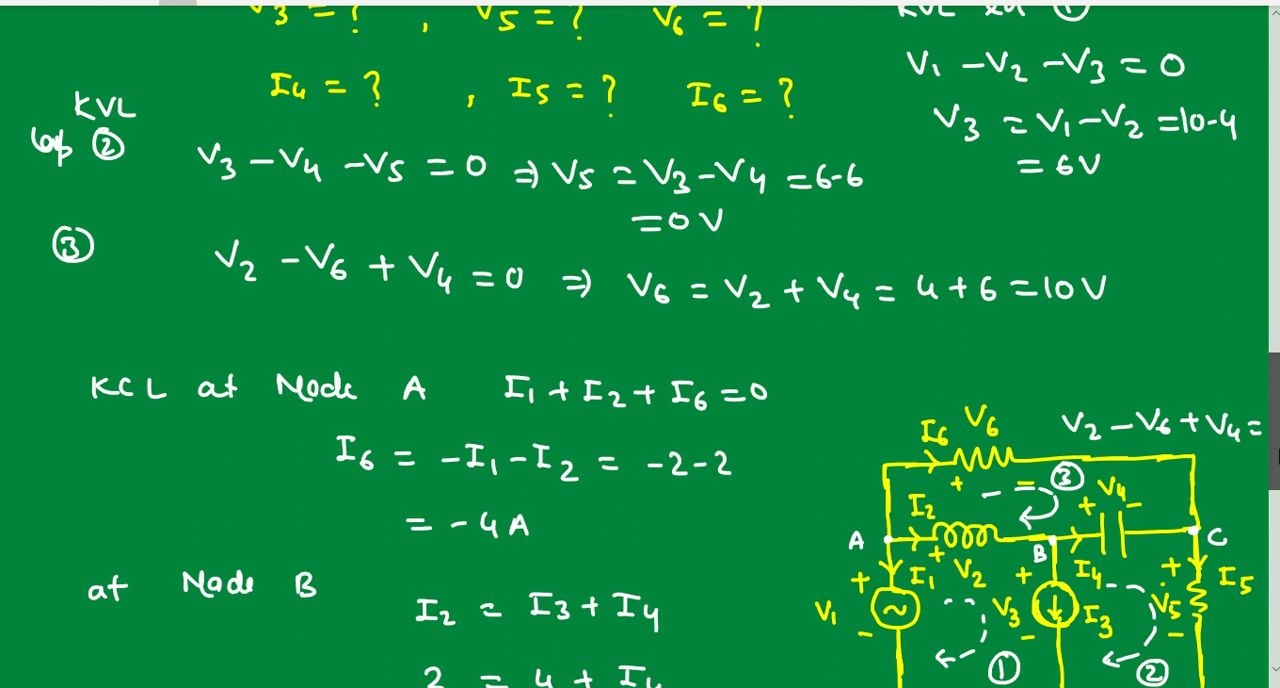 V3 = ? , V5 = ? V6 = ?
I4 = ? , I5 = ? I6 = ?
V1 - V2 - V3 = 0
V3 = V1 - V2 = 10-4
= 6V
KVL
loop ②
V3 - V4 - V5 = 0 ⇒ V5 = V3 - V4 = 6-6
= 0 V
③ V2 - V6 + V4 = 0 ⇒ V6 = V2 + V4 = 4 + 6 = 10 V
KCL at Node A I1 + I2 + I6 = 0
I6 = -I1 - I2 = -2-2
= -4 A
at Node B
I2 = I3 + I4
2 = 4 + I4
V2 - V6 + V4 =
I6 V6
+ - ③
I2 V4
+ -
A + V2 B I4 C
+ I1 + + I5
V1 ~ V3 I3 V5
- - -
① ②